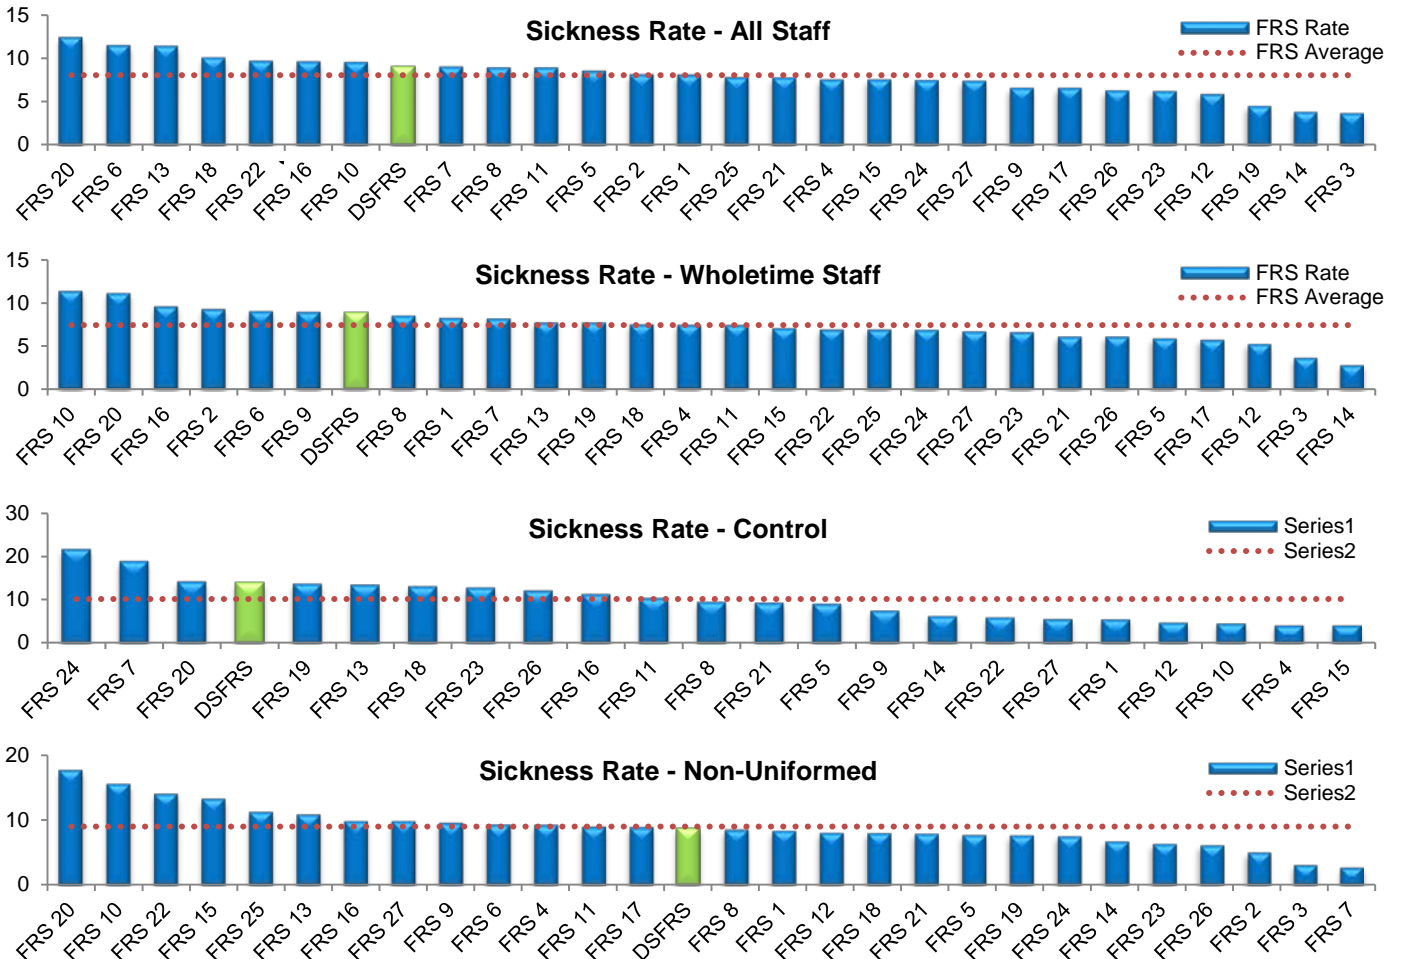 Sickness Rate - All Staff
FRS Rate
FRS Average
15
10
5
0
FRS 20 FRS 6 FRS 13 FRS 18 FRS 22 FRS 16 FRS 10 DSFRS FRS 7 FRS 8 FRS 11 FRS 5 FRS 2 FRS 1 FRS 25 FRS 21 FRS 4 FRS 15 FRS 24 FRS 27 FRS 9 FRS 17 FRS 26 FRS 23 FRS 12 FRS 19 FRS 14 FRS 3
Sickness Rate - Wholetime Staff
FRS Rate
FRS Average
15
10
5
0
FRS 10 FRS 20 FRS 16 FRS 2 FRS 6 FRS 9 DSFRS FRS 8 FRS 1 FRS 7 FRS 13 FRS 19 FRS 18 FRS 4 FRS 11 FRS 15 FRS 22 FRS 25 FRS 24 FRS 27 FRS 23 FRS 21 FRS 26 FRS 5 FRS 17 FRS 12 FRS 3 FRS 14
Sickness Rate - Control
Series1
Series2
30
20
10
0
FRS 24 FRS 7 FRS 20 DSFRS FRS 19 FRS 13 FRS 18 FRS 23 FRS 26 FRS 16 FRS 11 FRS 8 FRS 21 FRS 5 FRS 9 FRS 14 FRS 22 FRS 27 FRS 1 FRS 12 FRS 10 FRS 4 FRS 15
Sickness Rate - Non-Uniformed
Series1
Series2
20
10
0
FRS 20 FRS 10 FRS 22 FRS 15 FRS 25 FRS 13 FRS 16 FRS 27 FRS 9 FRS 6 FRS 4 FRS 11 FRS 17 DSFRS FRS 8 FRS 1 FRS 12 FRS 18 FRS 21 FRS 5 FRS 19 FRS 24 FRS 14 FRS 23 FRS 26 FRS 2 FRS 3 FRS 7